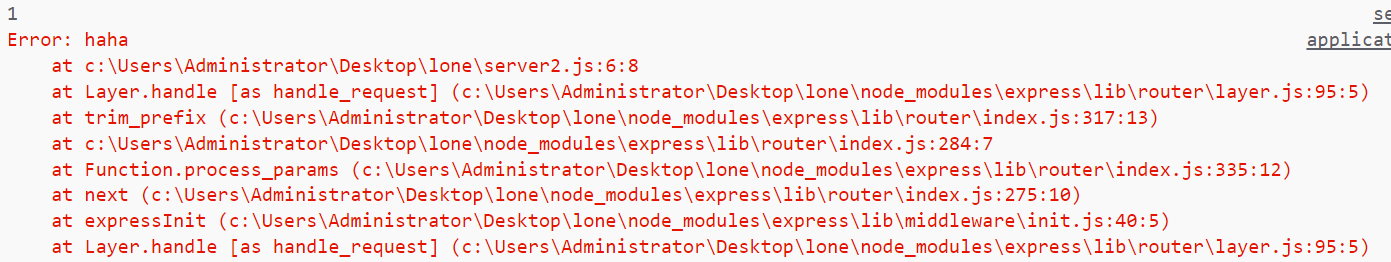 1 se
Error: haha applicat
at c:\Users\Administrator\Desktop\lone\server2.js:6:8
at Layer.handle [as handle_request] (c:\Users\Administrator\Desktop\lone\node_modules\express\lib\router\layer.js:95:5)
at trim_prefix (c:\Users\Administrator\Desktop\lone\node_modules\express\lib\router\index.js:317:13)
at c:\Users\Administrator\Desktop\lone\node_modules\express\lib\router\index.js:284:7
at Function.process_params (c:\Users\Administrator\Desktop\lone\node_modules\express\lib\router\index.js:335:12)
at next (c:\Users\Administrator\Desktop\lone\node_modules\express\lib\router\index.js:275:10)
at expressInit (c:\Users\Administrator\Desktop\lone\node_modules\express\lib\middleware\init.js:40:5)
at Layer.handle [as handle_request] (c:\Users\Administrator\Desktop\lone\node_modules\express\lib\router\layer.js:95:5)